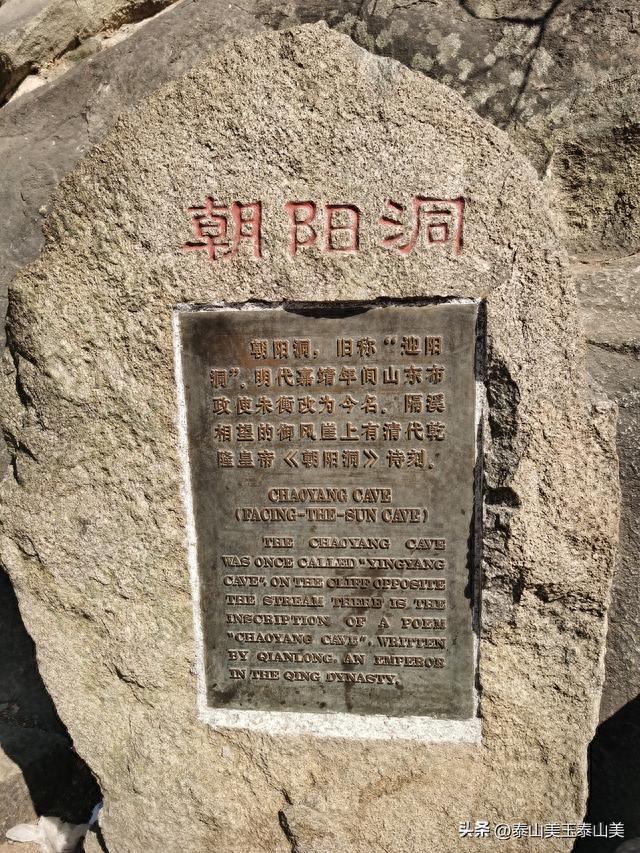 朝阳洞
朝阳洞，旧称“迎阳
洞”。明代嘉靖年间山东布
政使朱衡改为今名。隔溪
相望的御风崖上有清代乾
隆皇帝《朝阳洞》诗刻。
CHAOYANG CAVE
(FACING-THE-SUN CAVE)
THE CHAOYANG CAVE
WAS ONCE CALLED "YINGYANG
CAVE". ON THE CLIFF OPPOSITE
THE STREAM THERE IS THE
INSCRIPTION OF A POEM
"CHAOYANG CAVE", WRITTEN
BY QIANLONG, AN EMPEROR
IN THE QING DYNASTY.
头条 @泰山美玉泰山美